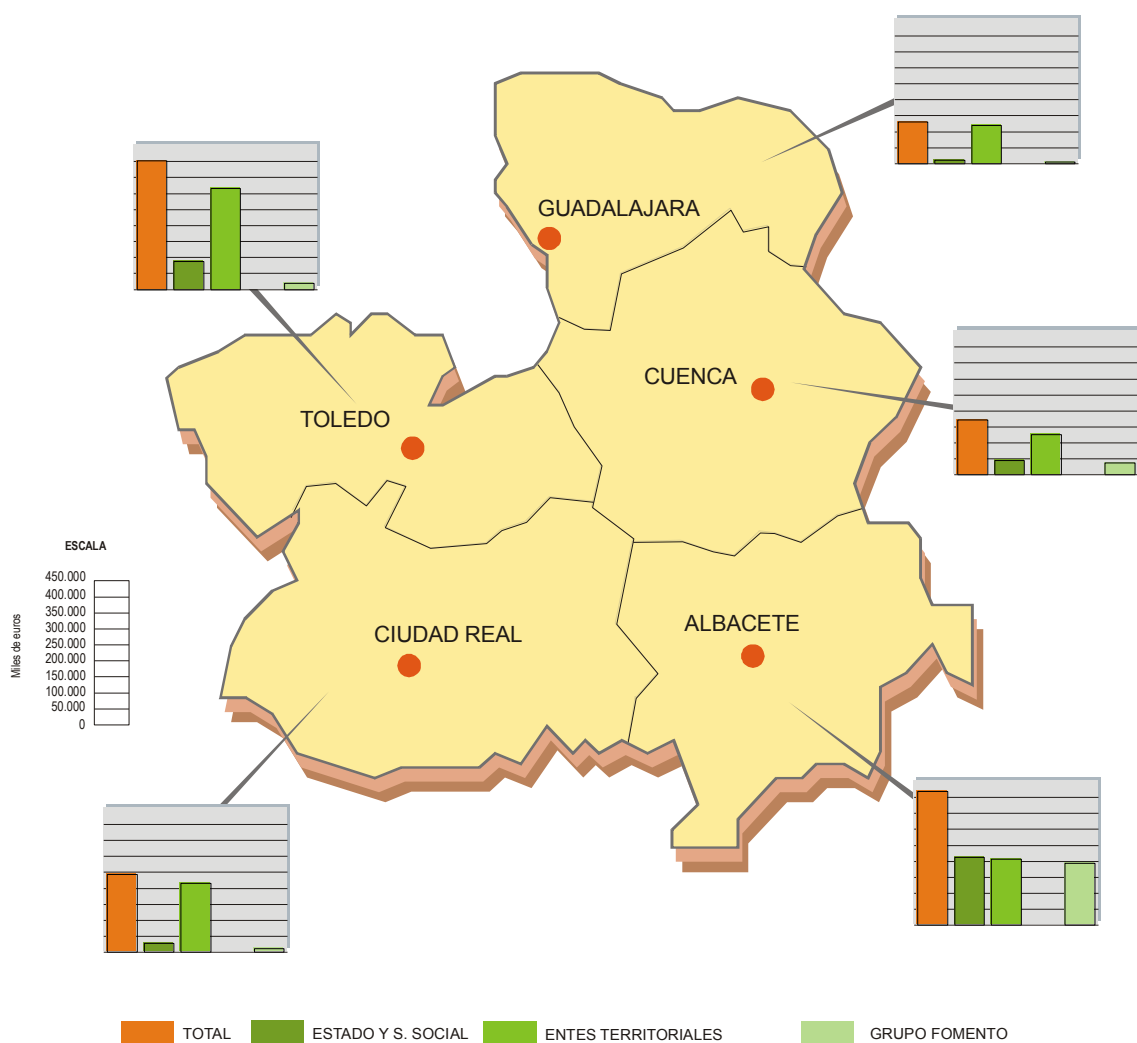 GUADALAJARA
CUENCA
TOLEDO
CIUDAD REAL
ALBACETE
ESCALA
Miles de euros
450.000
400.000
350.000
300.000
250.000
200.000
150.000
100.000
50.000
0
TOTAL
ESTADO Y S. SOCIAL
ENTES TERRITORIALES
GRUPO FOMENTO